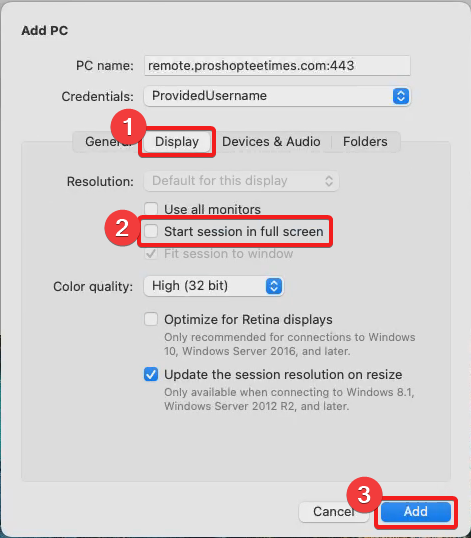 Add PC
PC name: remote.proshopteetimes.com:443
Credentials: ProvidedUsername
1
General Display Devices & Audio Folders
Resolution: Default for this display
Use all monitors
2 Start session in full screen
Fit session to window
Color quality: High (32 bit)
Optimize for Retina displays
Only recommended for connections to Windows
10, Windows Server 2016, and later.
Update the session resolution on resize
Only available when connecting to Windows 8.1,
Windows Server 2012 R2, and later.
3
Cancel Add